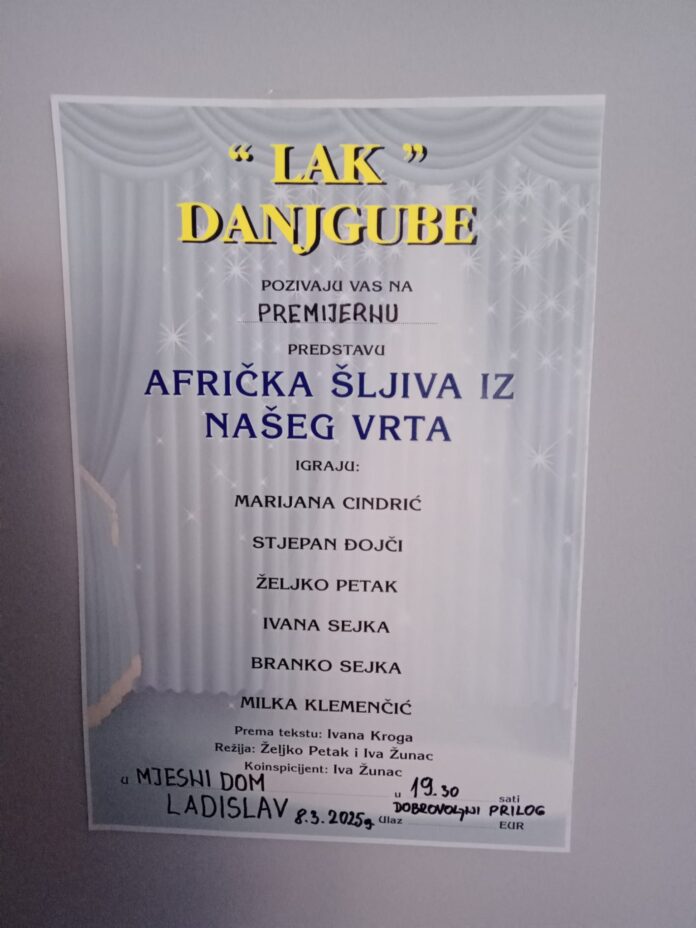 “ LAK ”
DANJGUBE
POZIVAJU VAS NA
PREMIJERNU
PREDSTAVU
AFRIČKA ŠLJIVA IZ
NAŠEG VRTA
IGRAJU:
MARIJANA CINDRIĆ
STJEPAN ĐOJČI
ŽELJKO PETAK
IVANA SEJKA
BRANKO SEJKA
MILKA KLEMENČIĆ
Prema tekstu: Ivana Kroga
Režija: Željko Petak i Iva Žunac
Koinspicijent: Iva Žunac
u MJESNI DOM u 19.30 sati
LADISLAV 8.3.2025g Ulaz DOBROVOLJNI PRILOG EUR